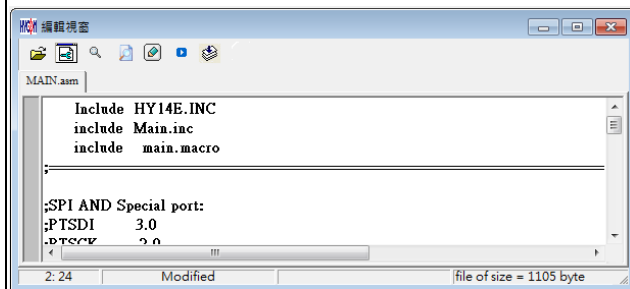 編輯視窗
MAIN.asm
Include HY14E.INC
include Main.inc
include main.macro
;
;SPI AND Special port:
;PTSDI 3.0
;PTSCK
2: 24 Modified file of size = 1105 byte